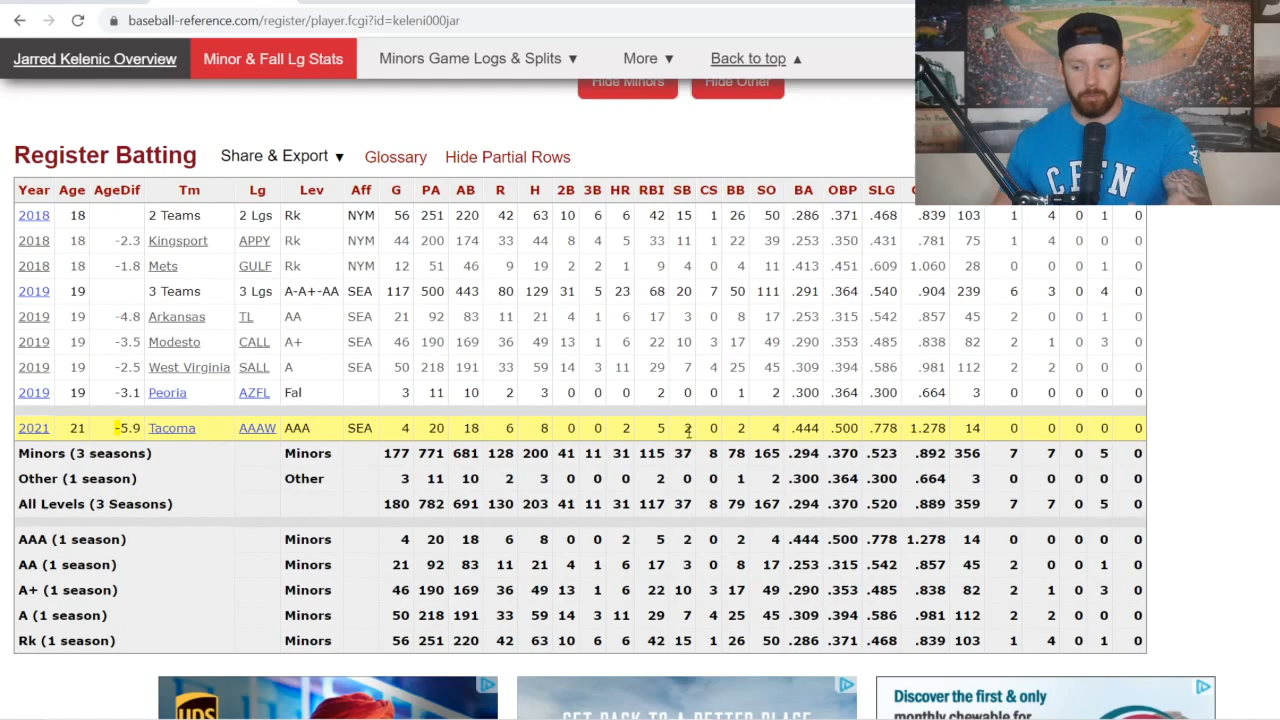 baseball-reference.com/register/player.fcgi?id=keleni000jar
Jarred Kelenic Overview Minor & Fall Lg Stats Minors Game Logs & Splits ▼ More ▼ Back to top ▲
Hide Minors Hide Other
Register Batting Share & Export ▼ Glossary Hide Partial Rows
Year Age AgeDif Tm Lg Lev Aff G PA AB R H 2B 3B HR RBI SB CS BB SO BA OBP SLG
2018 18 2 Teams 2 Lgs Rk NYM 56 251 220 42 63 10 6 6 42 15 1 26 50 .286 .371 .468 .839 103 1 4 0 1 0
2018 18 -2.3 Kingsport APPY Rk NYM 44 200 174 33 44 8 4 5 33 11 1 22 39 .253 .350 .431 .781 75 1 4 0 0 0
2018 18 -1.8 Mets GULF Rk NYM 12 51 46 9 19 2 2 1 9 4 0 4 11 .413 .451 .609 1.060 28 0 0 0 1 0
2019 19 3 Teams 3 Lgs A-A+-AA SEA 117 500 443 80 129 31 5 23 68 20 7 50 111 .291 .364 .540 .904 239 6 3 0 4 0
2019 19 -4.8 Arkansas TL AA SEA 21 92 83 11 21 4 1 6 17 3 0 8 17 .253 .315 .542 .857 45 2 0 0 1 0
2019 19 -3.5 Modesto CALL A+ SEA 46 190 169 36 49 13 1 6 22 10 3 17 49 .290 .353 .485 .838 82 2 1 0 3 0
2019 19 -2.5 West Virginia SALL A SEA 50 218 191 33 59 14 3 11 29 7 4 25 45 .309 .394 .586 .981 112 2 2 0 0 0
2019 19 -3.1 Peoria AZFL Fal 3 11 10 2 3 0 0 0 2 0 0 1 2 .300 .364 .300 .664 3 0 0 0 0 0
2021 21 -5.9 Tacoma AAAW AAA SEA 4 20 18 6 8 0 0 2 5 2 0 2 4 .444 .500 .778 1.278 14 0 0 0 0 0
Minors (3 seasons) Minors 177 771 681 128 200 41 11 31 115 37 8 78 165 .294 .370 .523 .892 356 7 7 0 5 0
Other (1 season) Other 3 11 10 2 3 0 0 0 2 0 0 1 2 .300 .364 .300 .664 3 0 0 0 0 0
All Levels (3 Seasons) 180 782 691 130 203 41 11 31 117 37 8 79 167 .294 .370 .520 .889 359 7 7 0 5 0
AAA (1 season) Minors 4 20 18 6 8 0 0 2 5 2 0 2 4 .444 .500 .778 1.278 14 0 0 0 0 0
AA (1 season) Minors 21 92 83 11 21 4 1 6 17 3 0 8 17 .253 .315 .542 .857 45 2 0 0 1 0
A+ (1 season) Minors 46 190 169 36 49 13 1 6 22 10 3 17 49 .290 .353 .485 .838 82 2 1 0 3 0
A (1 season) Minors 50 218 191 33 59 14 3 11 29 7 4 25 45 .309 .394 .586 .981 112 2 2 0 0 0
Rk (1 season) Minors 56 251 220 42 63 10 6 6 42 15 1 26 50 .286 .371 .468 .839 103 1 4 0 1 0
UPS
GET BACK TO A BETTER PLACE
Discover the first & only
monthly chewable for